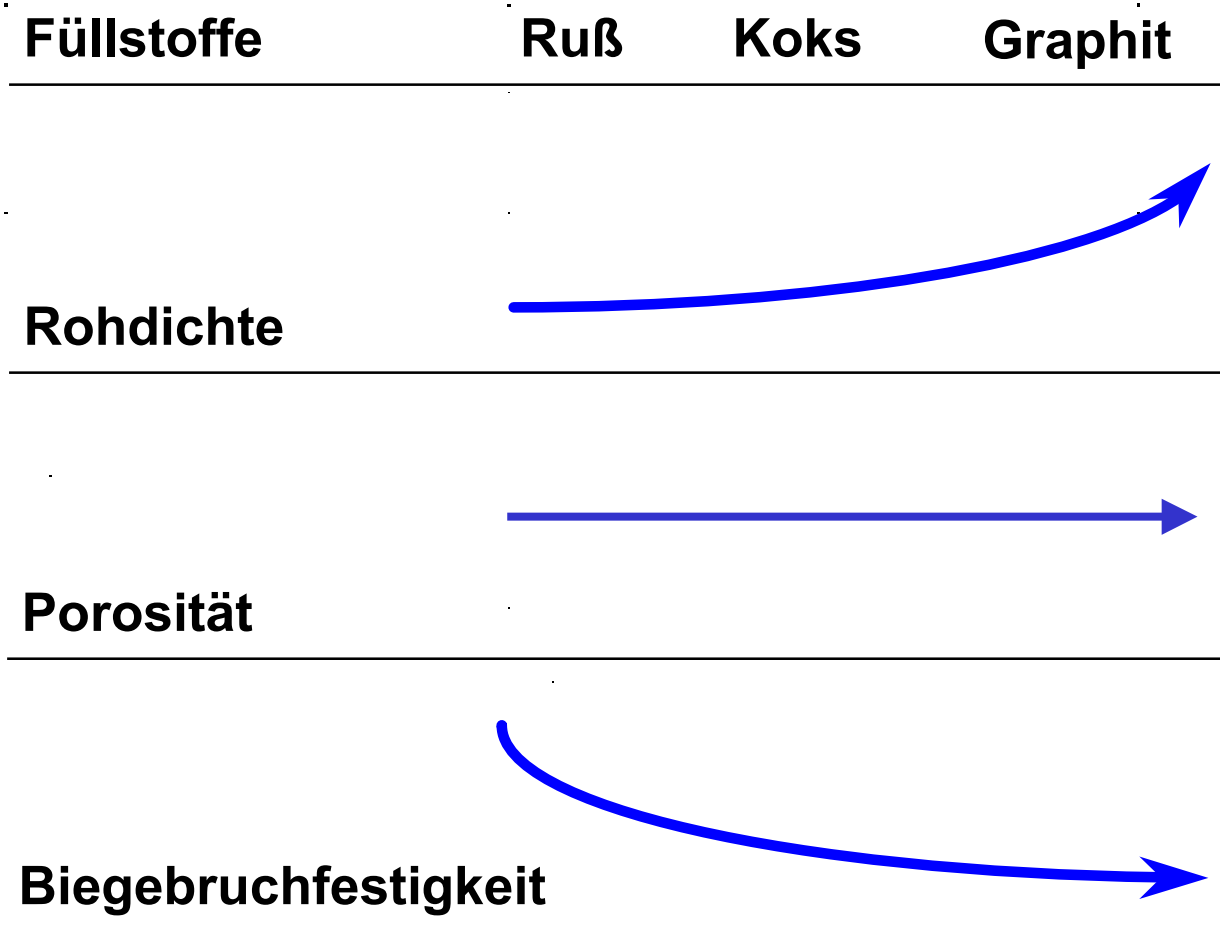 Füllstoffe Ruß Koks Graphit
Rohdichte
Porosität
Biegebruchfestigkeit